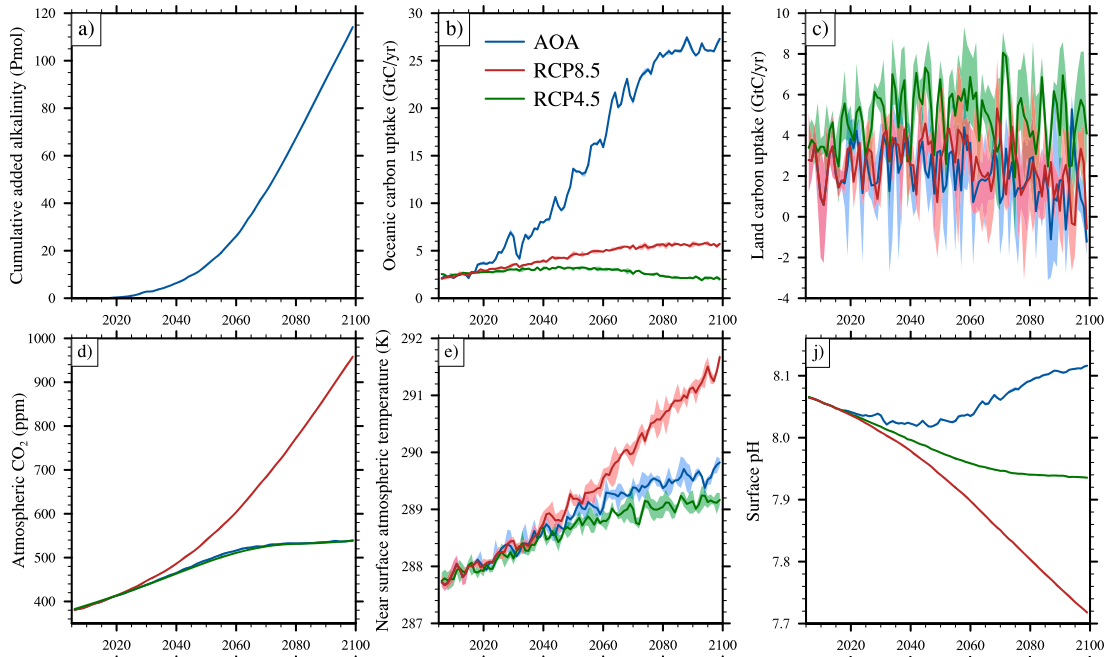 a)
Cumulative added alkalinity (Pmol)
120
100
80
60
40
20
0
2020 2040 2060 2080 2100
b)
AOA
RCP8.5
RCP4.5
Oceanic carbon uptake (GtC/yr)
30
25
20
15
10
5
0
2020 2040 2060 2080 2100
c)
Land carbon uptake (GtC/yr)
10
8
6
4
2
0
-2
-4
2020 2040 2060 2080 2100
d)
Atmospheric CO₂ (ppm)
1000
900
800
700
600
500
400
2020 2040 2060 2080 2100
e)
Near surface atmospheric temperature (K)
292
291
290
289
288
287
2020 2040 2060 2080 2100
j)
Surface pH
8.1
8.0
7.9
7.8
7.7
2020 2040 2060 2080 2100